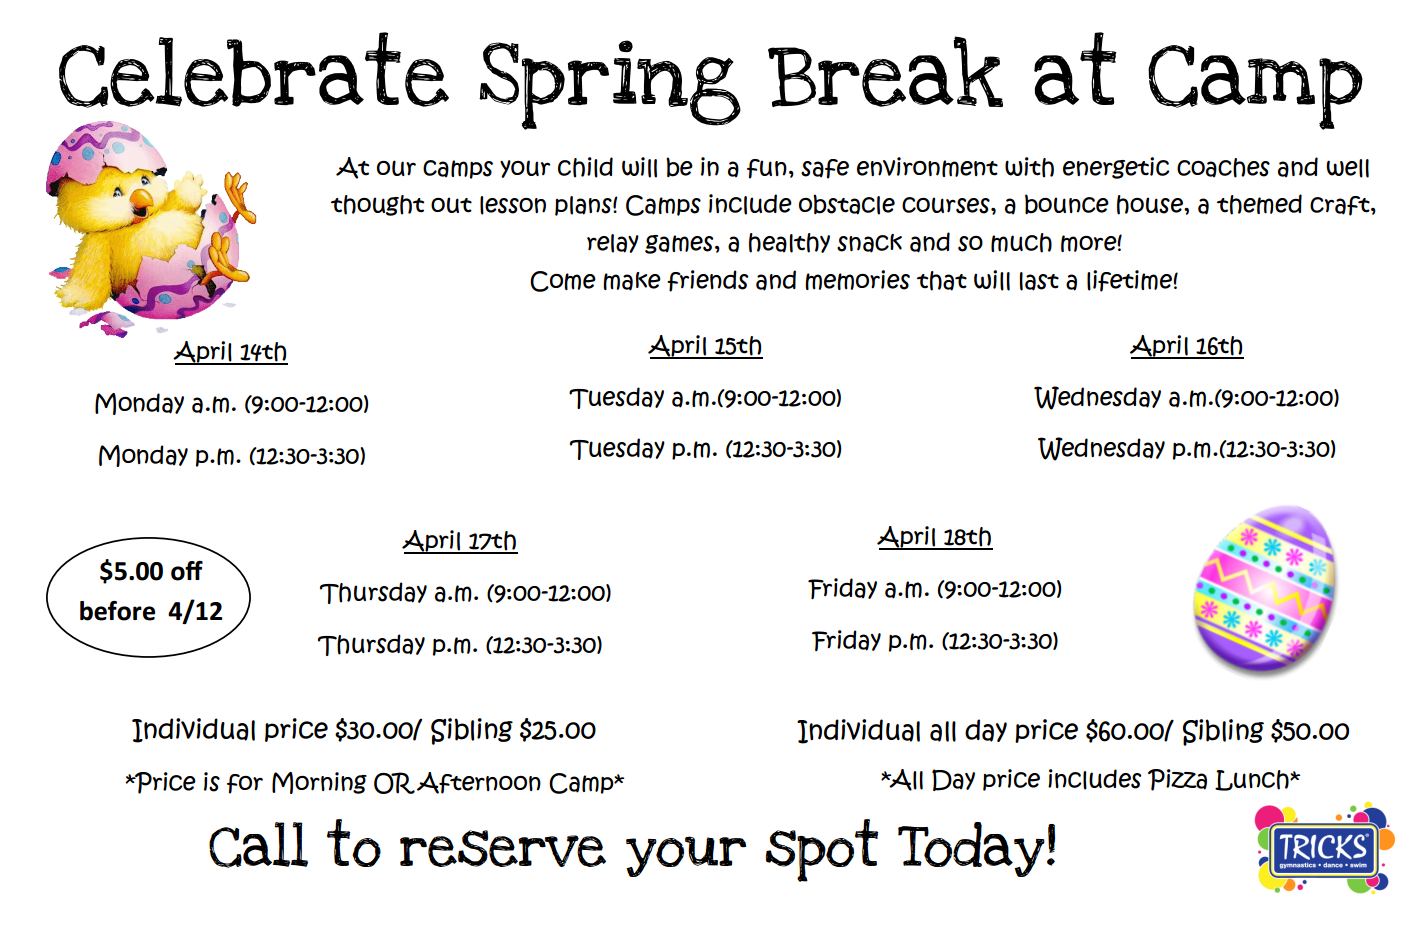 Celebrate Spring Break at Camp
At our camps your child will be in a fun, safe environment with energetic coaches and well
thought out lesson plans! Camps include obstacle courses, a bounce house, a themed craft,
relay games, a healthy snack and so much more!
Come make friends and memories that will last a lifetime!
April 14th
Monday a.m. (9:00-12:00)
Monday p.m. (12:30-3:30)
April 15th
Tuesday a.m.(9:00-12:00)
Tuesday p.m. (12:30-3:30)
April 16th
Wednesday a.m.(9:00-12:00)
Wednesday p.m.(12:30-3:30)
$5.00 off
before 4/12
April 17th
Thursday a.m. (9:00-12:00)
Thursday p.m. (12:30-3:30)
April 18th
Friday a.m. (9:00-12:00)
Friday p.m. (12:30-3:30)
Individual price $30.00/ Sibling $25.00
*Price is for Morning OR Afternoon Camp*
Individual all day price $60.00/ Sibling $50.00
*All Day price includes Pizza Lunch*
Call to reserve your spot Today!
TRICKS®
gymnastics • dance • swim